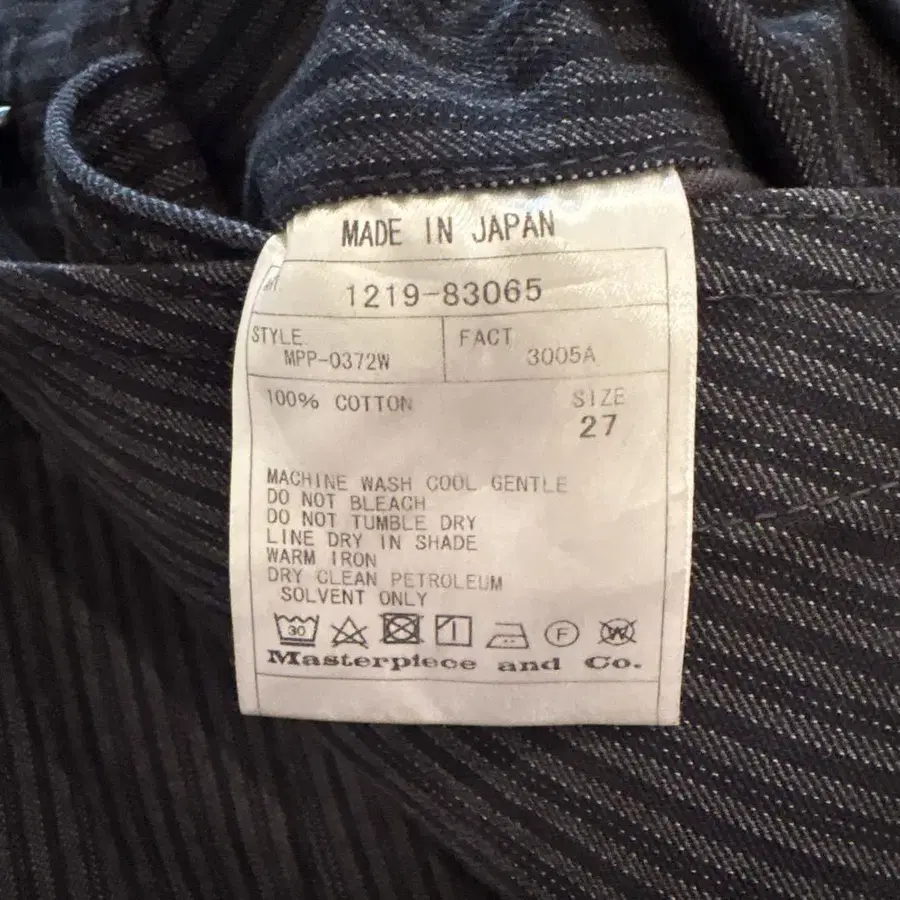 MADE IN JAPAN
1219-83065
STYLE FACT
MPP-0372W 3005A
100% COTTON SIZE
27
MACHINE WASH COOL GENTLE
DO NOT BLEACH
DO NOT TUMBLE DRY
LINE DRY IN SHADE
WARM IRON
DRY CLEAN PETROLEUM
SOLVENT ONLY
30 F W
Masterpiece and Co.